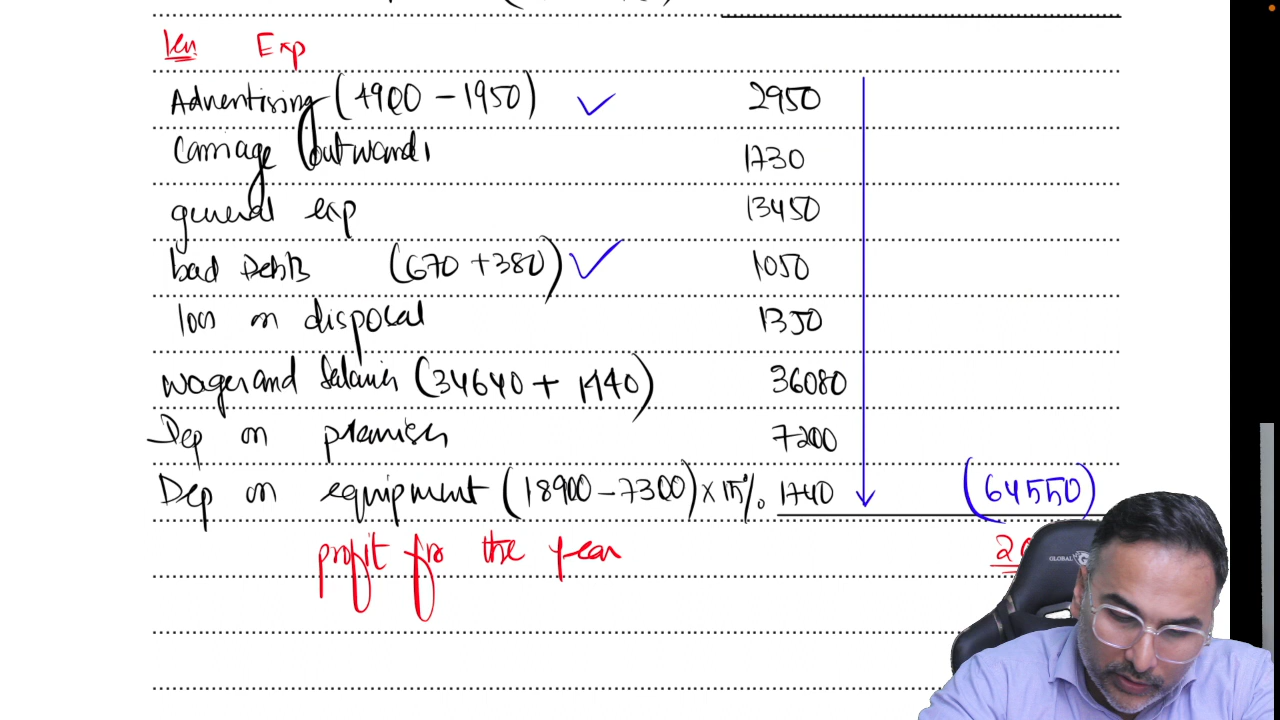 Less Exp
Advertising (4900 - 1950) ✓ 2950
Carriage outwards 1730
general exp 13450
bad Debts (670 + 380) ✓ 1050
loss on disposal 1350
wages and Salaries (34640 + 1440) 36080
Dep on premises 7200
Dep on equipment (18900 - 7300) x 15% 1740 (64550)
profit for the year
GLOBAL